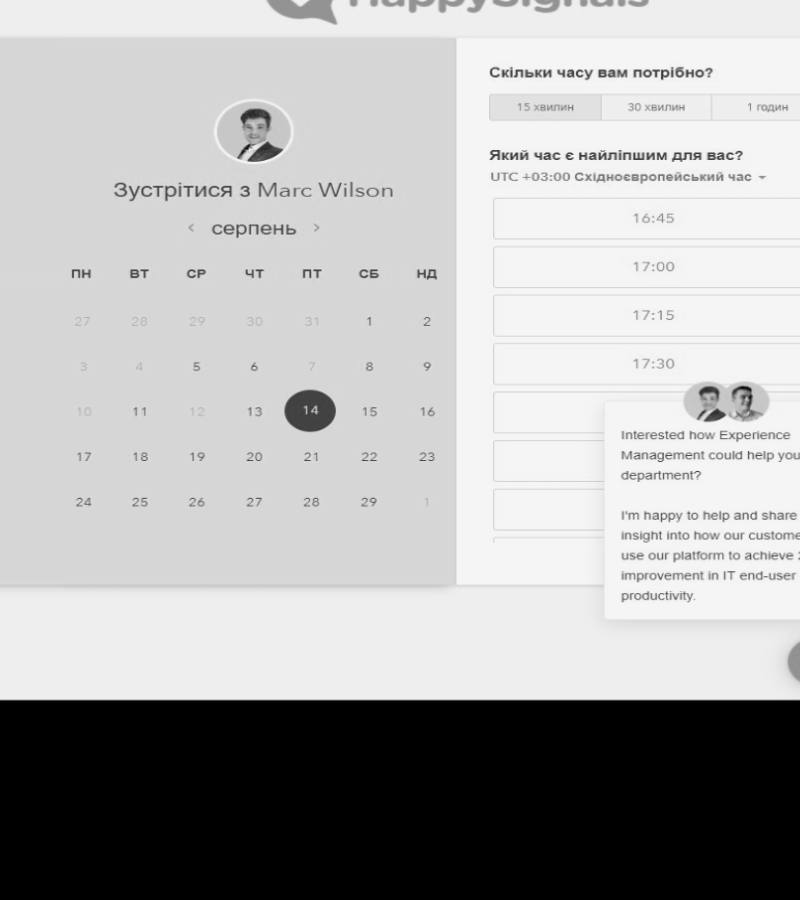 HappySignals
Зустрітися з Marc Wilson
‹ серпень ›
ПН ВТ СР ЧТ ПТ СБ НД
27 28 29 30 31 1 2
3 4 5 6 7 8 9
10 11 12 13 14 15 16
17 18 19 20 21 22 23
24 25 26 27 28 29 1
Скільки часу вам потрібно?
15 хвилин 30 хвилин 1 годин
Який час є найліпшим для вас?
UTC +03:00 Східноєвропейський час
16:45
17:00
17:15
17:30
Interested how Experience
Management could help you
department?
I'm happy to help and share
insight into how our custome
use our platform to achieve
improvement in IT end-user
productivity.